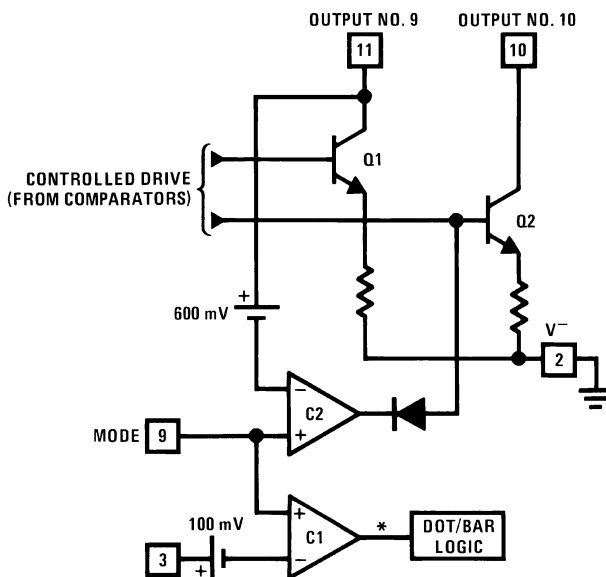 OUTPUT NO. 9
OUTPUT NO. 10
11
10
Q1
CONTROLLED DRIVE
(FROM COMPARATORS)
Q2
+
600 mV
V−
2
−
C2
MODE
9
+
100 mV
+
C1
*
DOT/BAR
LOGIC
3
+
−